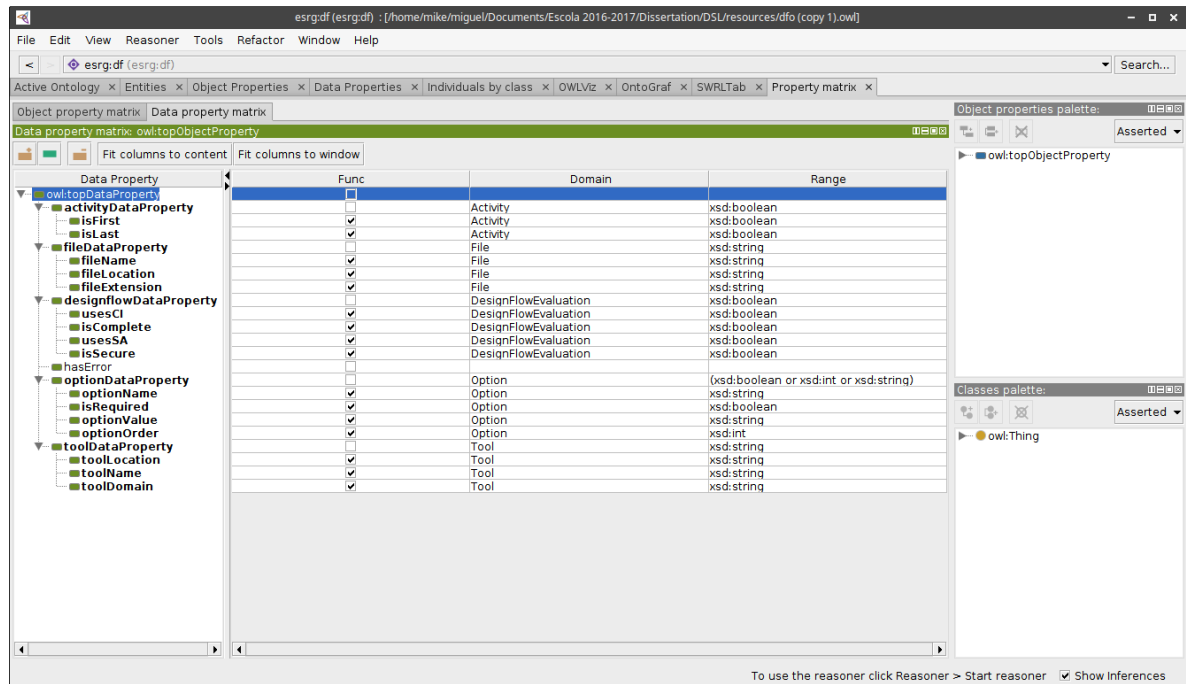 esrg:df (esrg:df) : [/home/mike/miguel/Documents/Escola 2016-2017/Dissertation/DSL/resources/dfo (copy 1).owl]
File Edit View Reasoner Tools Refactor Window Help
< > esrg:df (esrg:df) Search...
Active Ontology × Entities × Object Properties × Data Properties × Individuals by class × OWLViz × OntoGraf × SWRLTab × Property matrix ×
Object property matrix Data property matrix
Data property matrix: owl:topObjectProperty
Fit columns to content Fit columns to window
Data Property Func Domain Range
owl:topDataProperty
activityDataProperty Activity xsd:boolean
isFirst Activity xsd:boolean
isLast Activity xsd:boolean
fileDataProperty File xsd:string
fileName File xsd:string
fileLocation File xsd:string
fileExtension File xsd:string
designflowDataProperty DesignFlowEvaluation xsd:boolean
usesCI DesignFlowEvaluation xsd:boolean
isComplete DesignFlowEvaluation xsd:boolean
usesSA DesignFlowEvaluation xsd:boolean
isSecure DesignFlowEvaluation xsd:boolean
hasError
optionDataProperty Option (xsd:boolean or xsd:int or xsd:string)
optionName Option xsd:string
isRequired Option xsd:boolean
optionValue Option xsd:string
optionOrder Option xsd:int
toolDataProperty Tool xsd:string
toolLocation Tool xsd:string
toolName Tool xsd:string
toolDomain Tool xsd:string
Object properties palette:
Asserted
owl:topObjectProperty
Classes palette:
Asserted
owl:Thing
To use the reasoner click Reasoner > Start reasoner Show Inferences